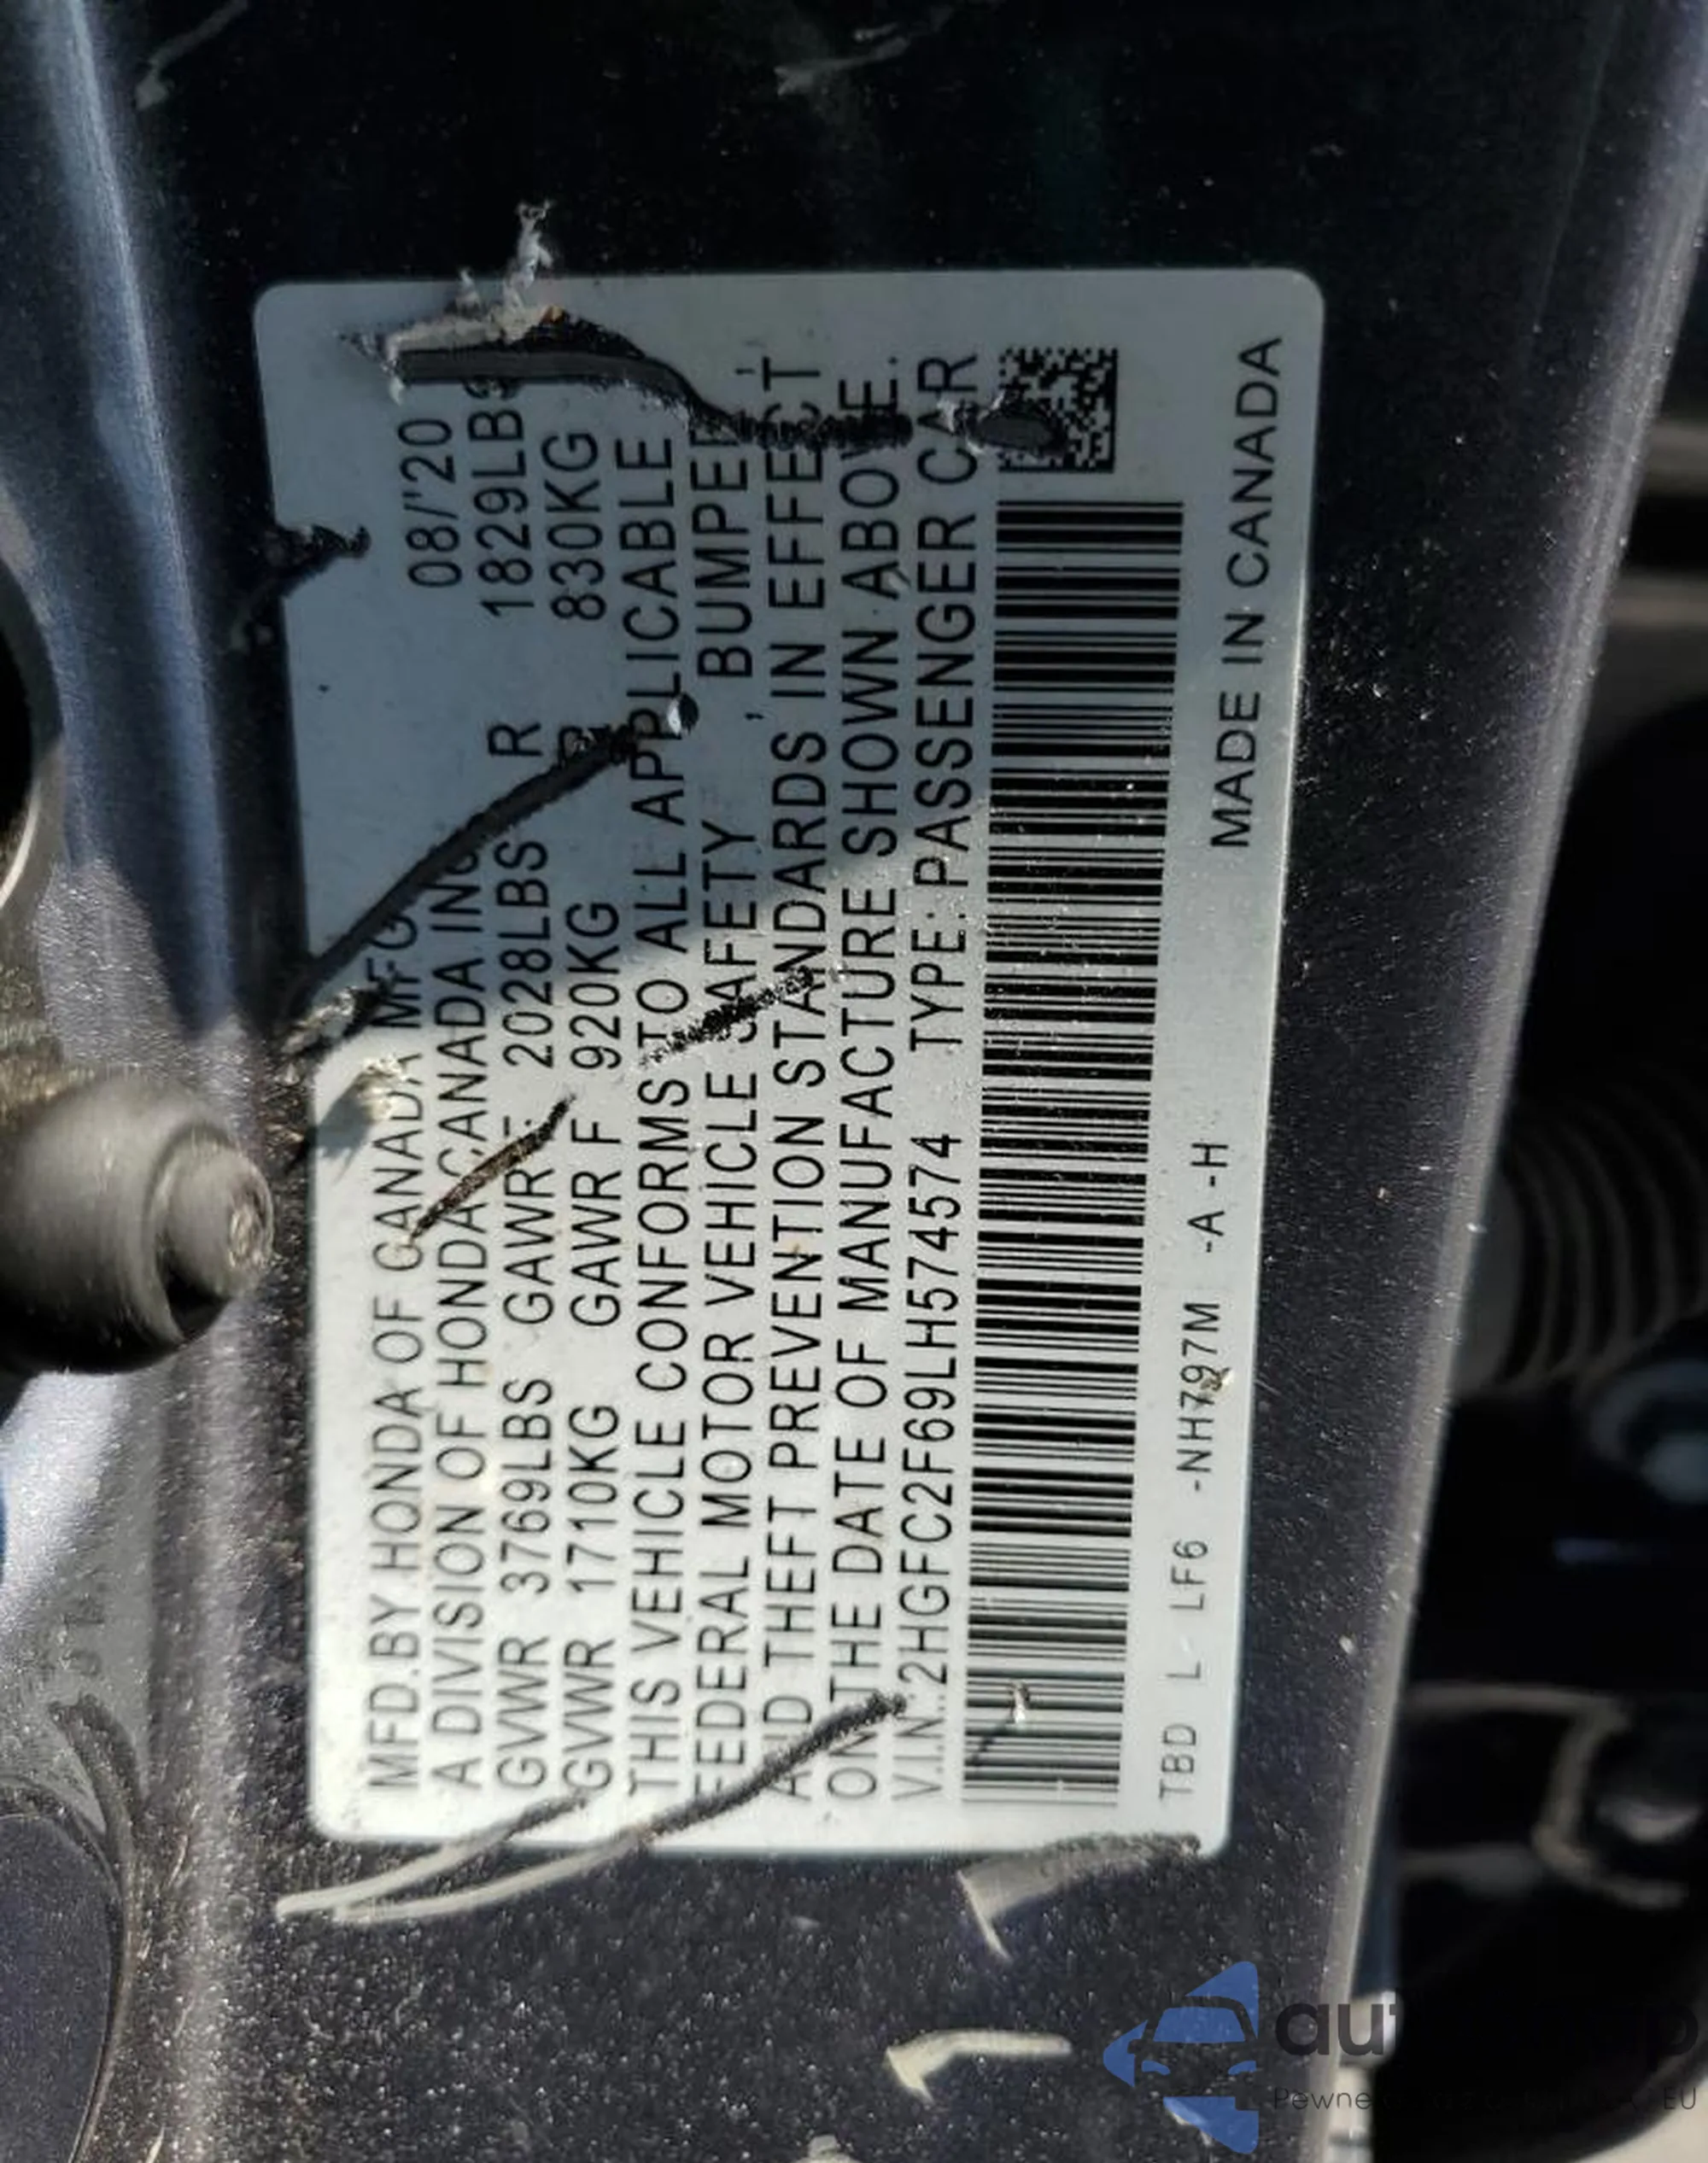 MFD.BY HONDA OF CANADA MFG 08/'20
A DIVISION OF HONDA CANADA INC
GVWR 3769LBS GAWR F 2028LBS R 1829LBS
GVWR 1710KG GAWR F 920KG R 830KG
THIS VEHICLE CONFORMS TO ALL APPLICABLE
FEDERAL MOTOR VEHICLE SAFETY , BUMPER ,
AND THEFT PREVENTION STANDARDS IN EFFECT
ON THE DATE OF MANUFACTURE SHOWN ABOVE.
V.I.N.:2HGFC2F69LH574574 TYPE:PASSENGER CAR
TBD L- LF6 -NH797M -A -H MADE IN CANADA